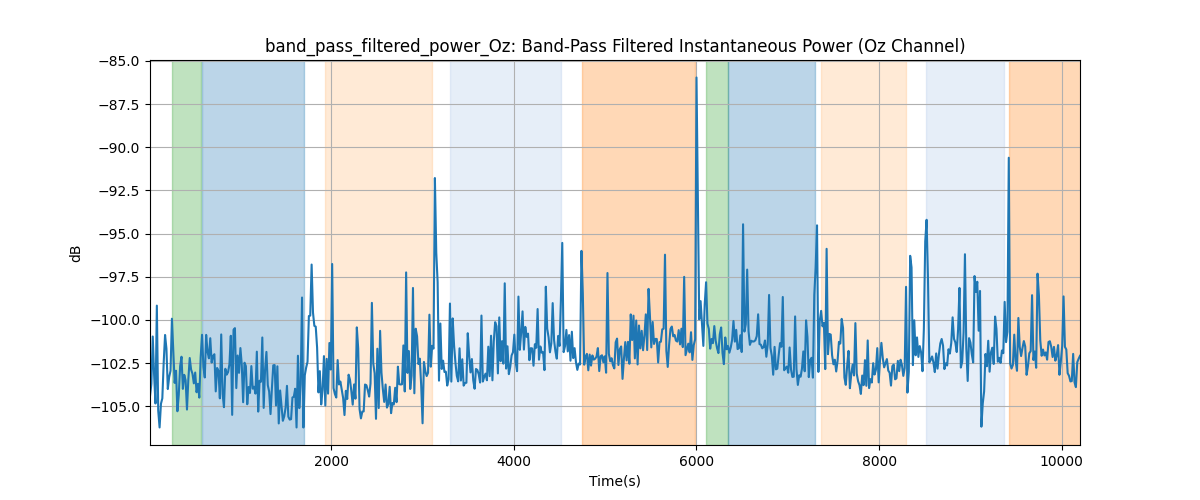 band_pass_filtered_power_Oz: Band-Pass Filtered Instantaneous Power (Oz Channel)
−85.0
−87.5
−90.0
−92.5
−95.0
−97.5
−100.0
−102.5
−105.0
dB
2000 4000 6000 8000 10000
Time(s)